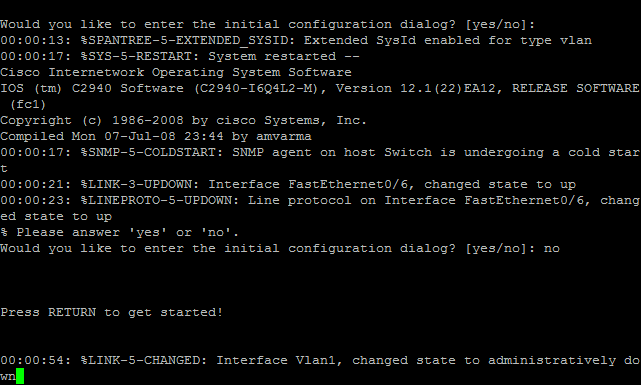 Would you like to enter the initial configuration dialog? [yes/no]:
00:00:13: %SPANTREE-5-EXTENDED_SYSID: Extended SysId enabled for type vlan
00:00:17: %SYS-5-RESTART: System restarted --
Cisco Internetwork Operating System Software
IOS (tm) C2940 Software (C2940-I6Q4L2-M), Version 12.1(22)EA12, RELEASE SOFTWARE
 (fc1)
Copyright (c) 1986-2008 by cisco Systems, Inc.
Compiled Mon 07-Jul-08 23:44 by amvarma
00:00:17: %SNMP-5-COLDSTART: SNMP agent on host Switch is undergoing a cold star
t
00:00:21: %LINK-3-UPDOWN: Interface FastEthernet0/6, changed state to up
00:00:23: %LINEPROTO-5-UPDOWN: Line protocol on Interface FastEthernet0/6, chang
ed state to up
% Please answer 'yes' or 'no'.
Would you like to enter the initial configuration dialog? [yes/no]: no
Press RETURN to get started!
00:00:54: %LINK-5-CHANGED: Interface Vlan1, changed state to administratively do
wn